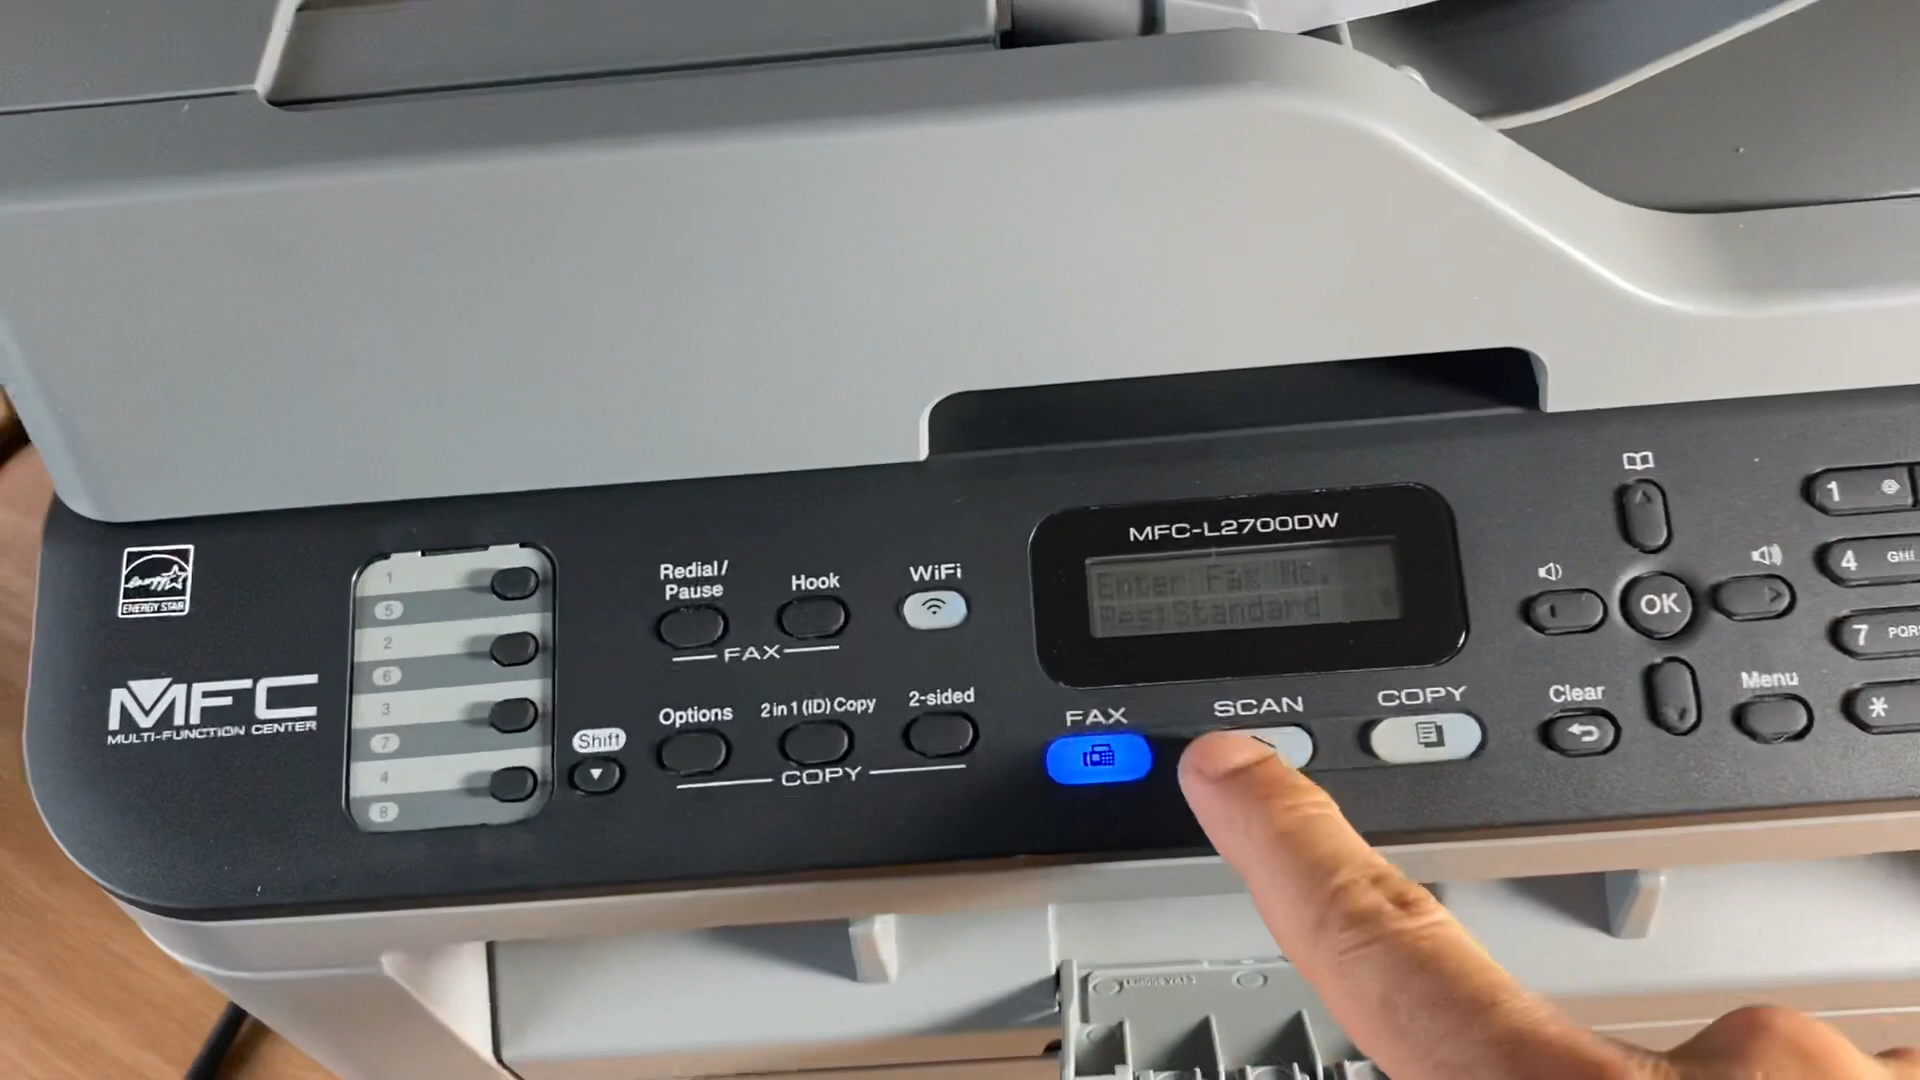 MFC-L2700DW
Enter Fax No.
Res:Standard
ENERGY STAR
MFC
MULTI-FUNCTION CENTER
1
5
2
6
3
7
4
8
Shift
Redial/
Pause
Hook
FAX
WiFi
Options
2 in 1 (ID) Copy
2-sided
COPY
FAX
SCAN
COPY
OK
Clear
Menu
1
4 GHI
7 PQR
*